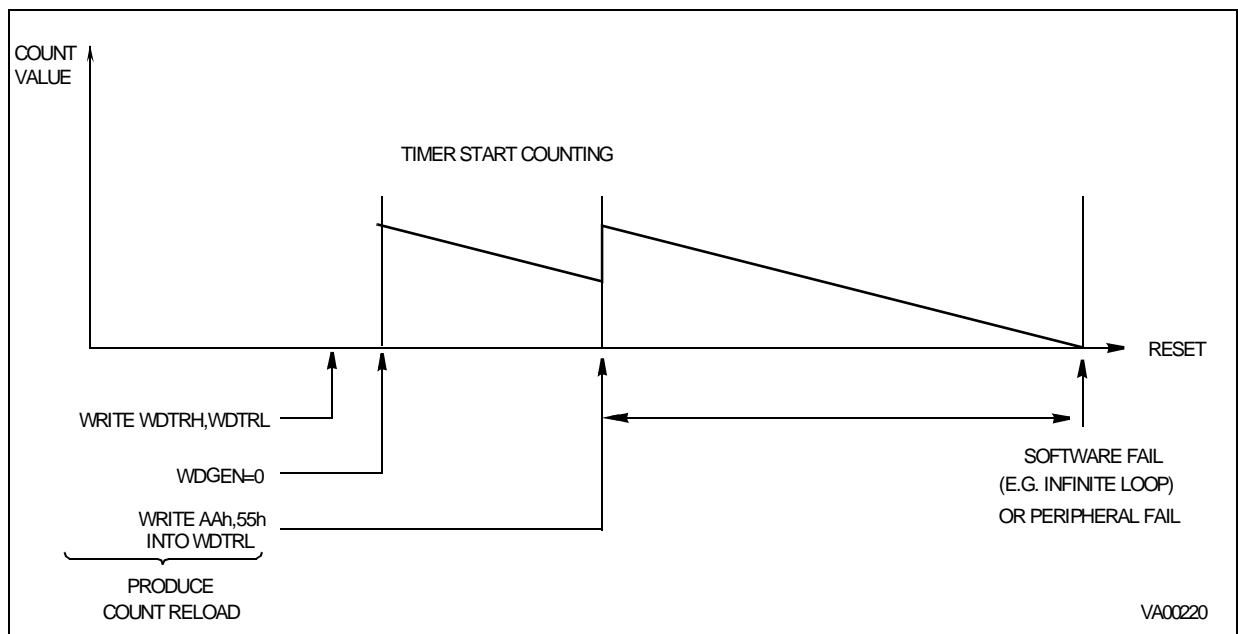 COUNT
VALUE
TIMER START COUNTING
RESET
WRITE WDTRH,WDTRL
WDGEN=0
WRITE AAh,55h
INTO WDTRL
PRODUCE
COUNT RELOAD
SOFTWARE FAIL
(E.G. INFINITE LOOP)
OR PERIPHERAL FAIL
VA00220